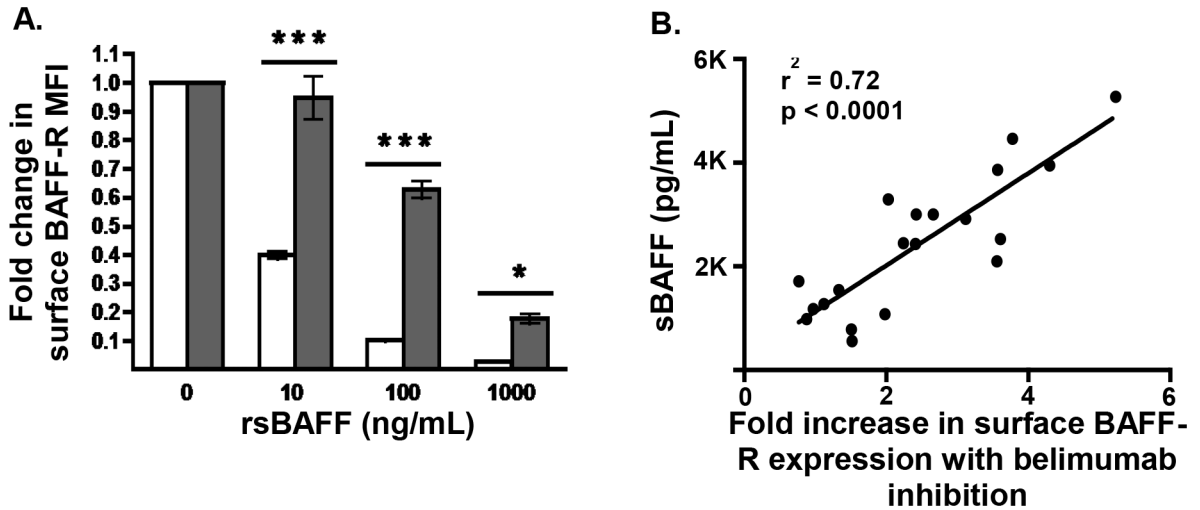 A.
Fold change in
surface BAFF-R MFI
1.1
1.0
0.9
0.8
0.7
0.6
0.5
0.4
0.3
0.2
0.1
***
***
*
0 10 100 1000
rsBAFF (ng/mL)
B.
sBAFF (pg/mL)
6K
4K
2K
r² = 0.72
p < 0.0001
0 2 4 6
Fold increase in surface BAFF-
R expression with belimumab
inhibition